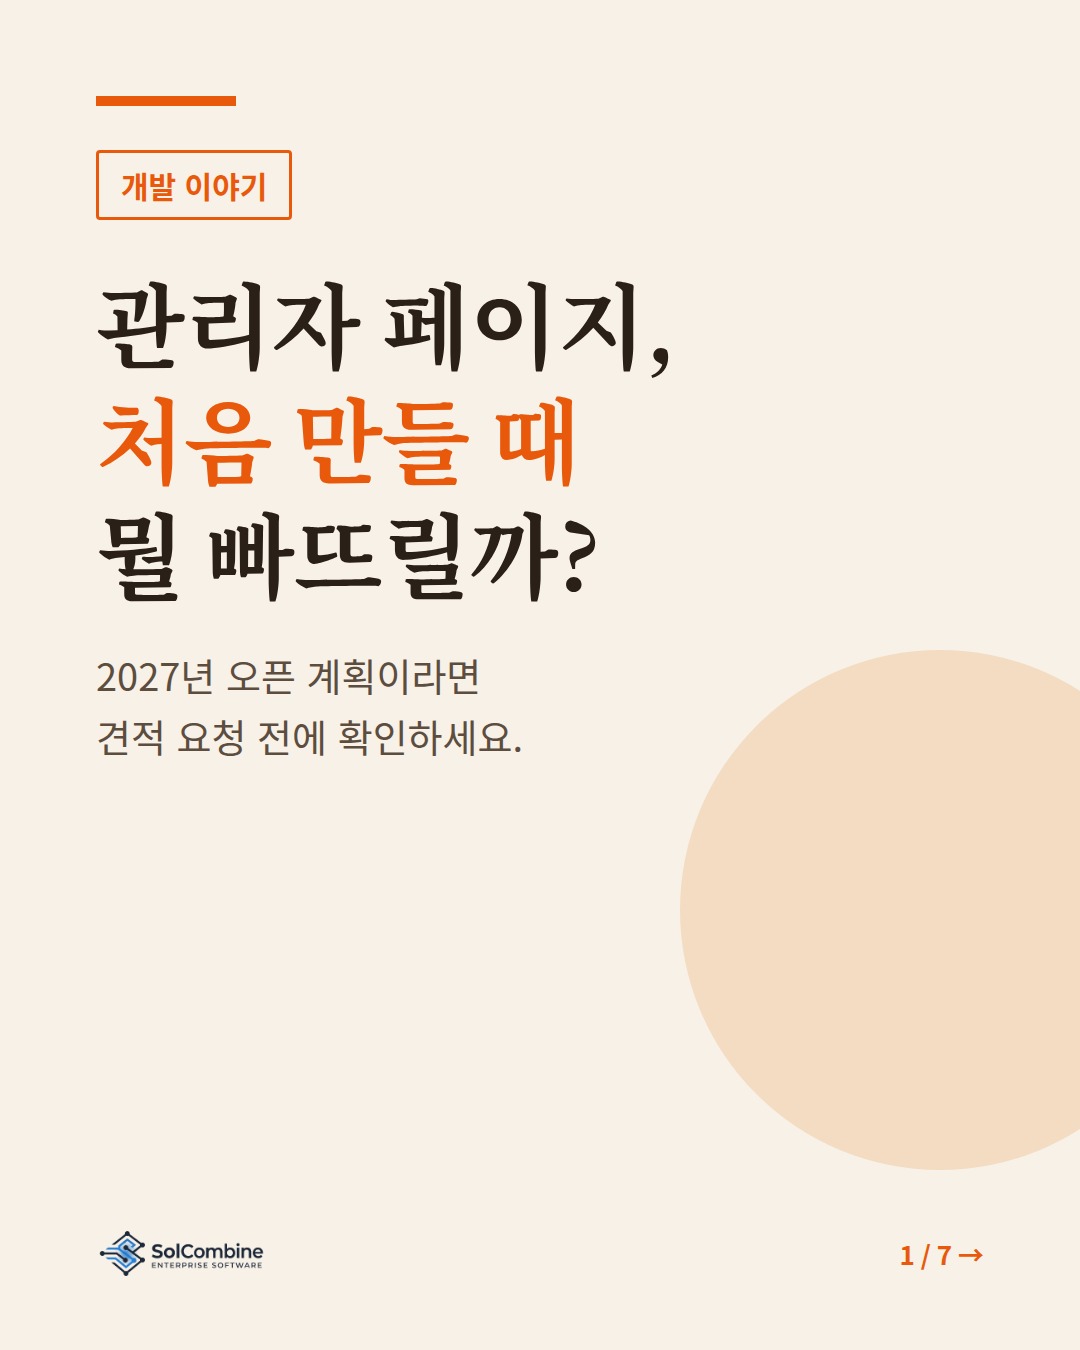 개발 이야기
관리자 페이지,
처음 만들 때
뭘 빠뜨릴까?
2027년 오픈 계획이라면
견적 요청 전에 확인하세요.
SolCombine
ENTERPRISE SOFTWARE
1 / 7 →